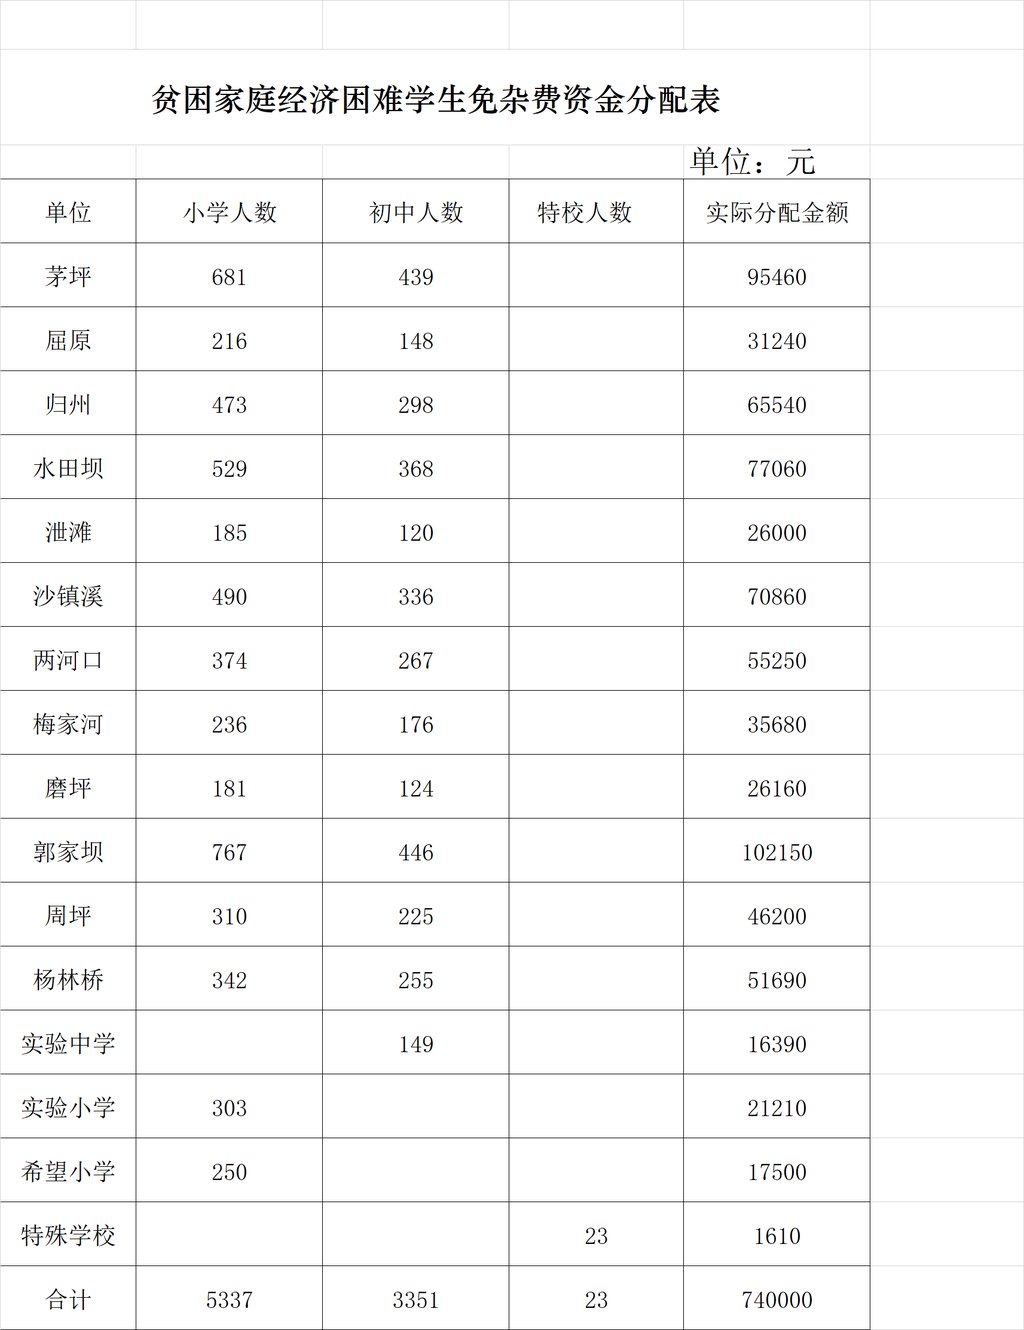 贫困家庭经济困难学生免杂费资金分配表
单位：元
单位 小学人数 初中人数 特校人数 实际分配金额
茅坪 681 439 95460
屈原 216 148 31240
归州 473 298 65540
水田坝 529 368 77060
泄滩 185 120 26000
沙镇溪 490 336 70860
两河口 374 267 55250
梅家河 236 176 35680
磨坪 181 124 26160
郭家坝 767 446 102150
周坪 310 225 46200
杨林桥 342 255 51690
实验中学 149 16390
实验小学 303 21210
希望小学 250 17500
特殊学校 23 1610
合计 5337 3351 23 740000